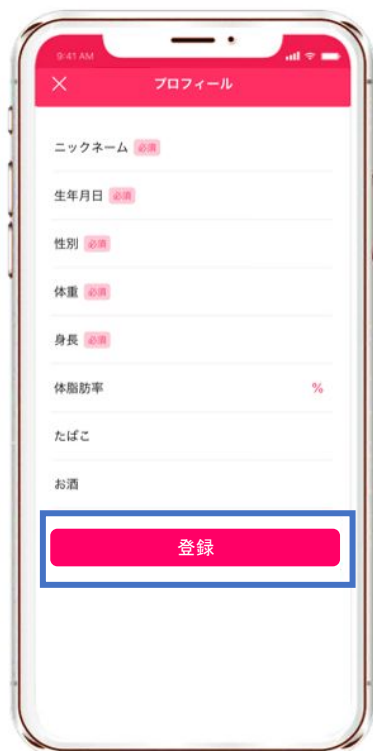 9:41 AM
プロフィール
ニックネーム 必須
生年月日 必須
性別 必須
体重 必須
身長 必須
体脂肪率 %
たばこ
お酒
登録